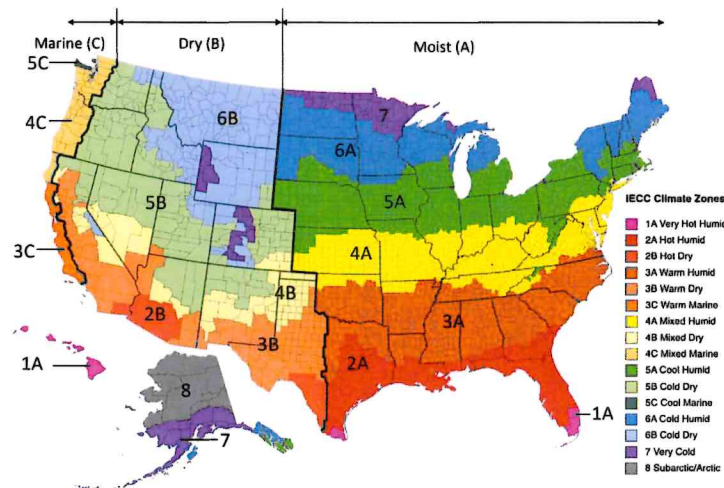 Marine (C)
Dry (B)
Moist (A)
5C
4C
6B
7
6A
5B
5A
3C
4A
4B
2B
3B
3A
1A
2A
8
1A
7
IECC Climate Zones
1A Very Hot Humid
2A Hot Humid
2B Hot Dry
3A Warm Humid
3B Warm Dry
3C Warm Marine
4A Mixed Humid
4B Mixed Dry
4C Mixed Marine
5A Cool Humid
5B Cold Dry
5C Cool Marine
6A Cold Humid
6B Cold Dry
7 Very Cold
8 Subarctic/Arctic